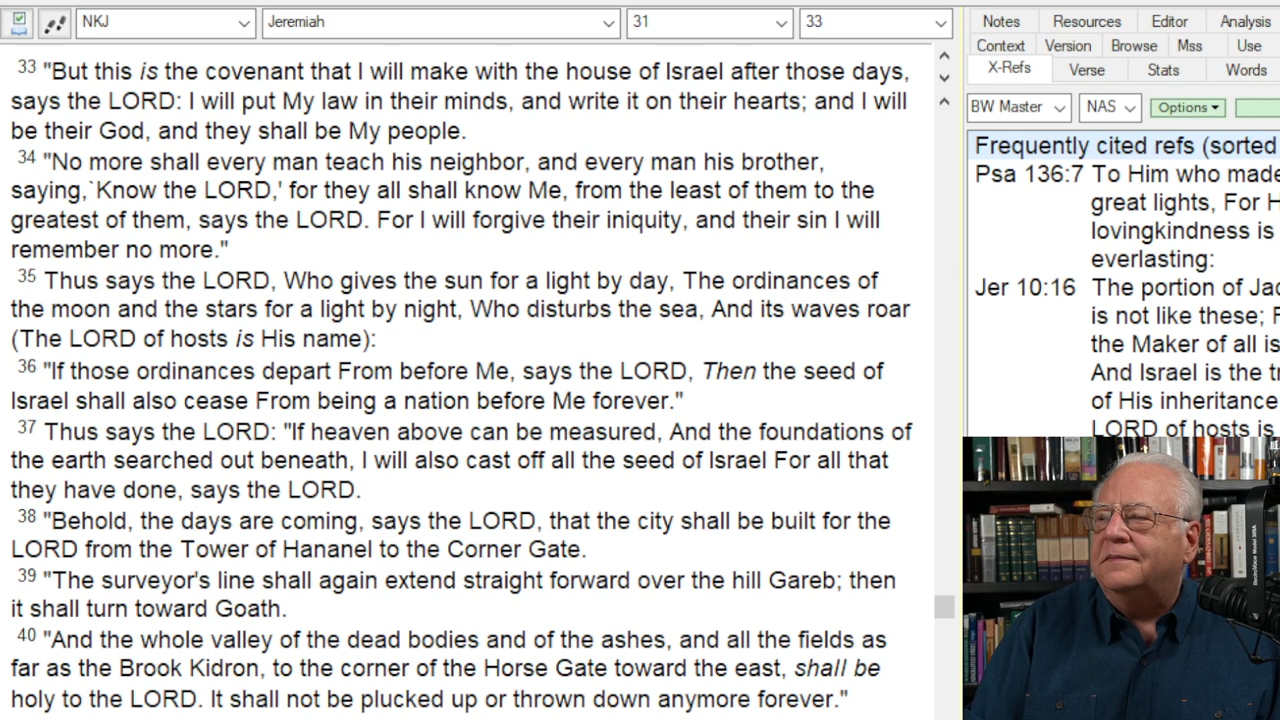 NKJ Jeremiah 31 33
33 "But this is the covenant that I will make with the house of Israel after those days,
says the LORD: I will put My law in their minds, and write it on their hearts; and I will
be their God, and they shall be My people.
34 "No more shall every man teach his neighbor, and every man his brother,
saying,`Know the LORD,' for they all shall know Me, from the least of them to the
greatest of them, says the LORD. For I will forgive their iniquity, and their sin I will
remember no more."
35 Thus says the LORD, Who gives the sun for a light by day, The ordinances of
the moon and the stars for a light by night, Who disturbs the sea, And its waves roar
(The LORD of hosts is His name):
36 "If those ordinances depart From before Me, says the LORD, Then the seed of
Israel shall also cease From being a nation before Me forever."
37 Thus says the LORD: "If heaven above can be measured, And the foundations of
the earth searched out beneath, I will also cast off all the seed of Israel For all that
they have done, says the LORD.
38 "Behold, the days are coming, says the LORD, that the city shall be built for the
LORD from the Tower of Hananel to the Corner Gate.
39 "The surveyor's line shall again extend straight forward over the hill Gareb; then
it shall turn toward Goath.
40 "And the whole valley of the dead bodies and of the ashes, and all the fields as
far as the Brook Kidron, to the corner of the Horse Gate toward the east, shall be
holy to the LORD. It shall not be plucked up or thrown down anymore forever."
Notes Resources Editor Analysis
Context Version Browse Mss Use
X-Refs Verse Stats Words
BW Master NAS Options
Frequently cited refs (sorted
Psa 136:7 To Him who made
great lights, For H
lovingkindness is
everlasting:
Jer 10:16 The portion of Jac
is not like these; F
the Maker of all is
And Israel is the tr
of His inheritance
LORD of hosts is